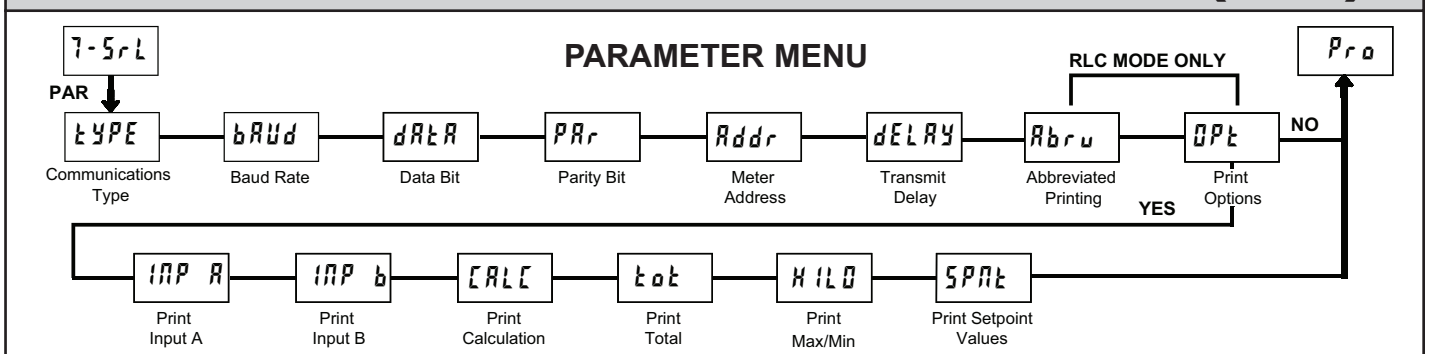 7-SrL
PARAMETER MENU
RLC MODE ONLY
Pro
PAR
tYPE
bAUd
dAtA
PAr
Addr
dELAY
Abrv
OPt
NO
Communications
Type
Baud Rate
Data Bit
Parity Bit
Meter
Address
Transmit
Delay
Abbreviated
Printing
Print
Options
YES
INP A
INP b
CALC
tot
HILO
SPNt
Print
Input A
Print
Input B
Print
Calculation
Print
Total
Print
Max/Min
Print Setpoint
Values